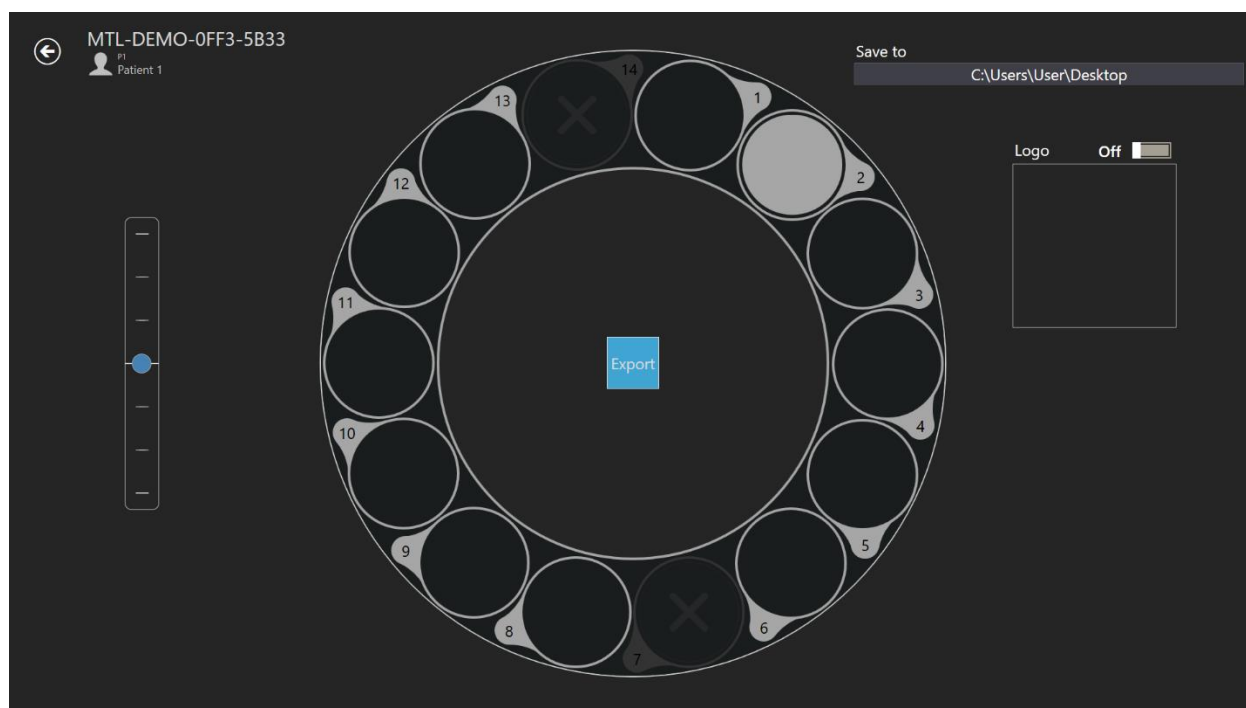 MTL-DEMO-0FF3-5B33
P1
Patient 1
Save to
C:\Users\User\Desktop
Logo Off
14
1
13
2
12
3
11
Export
4
10
5
9
6
8
7